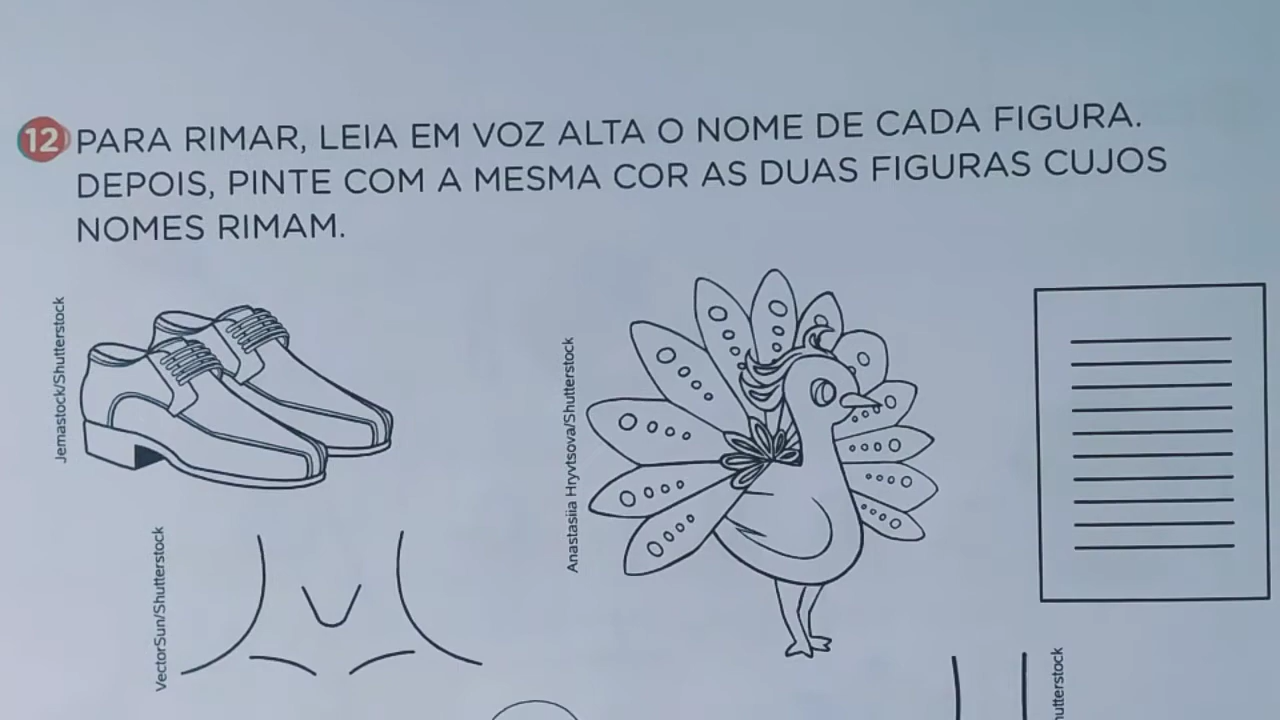 12 PARA RIMAR, LEIA EM VOZ ALTA O NOME DE CADA FIGURA.
DEPOIS, PINTE COM A MESMA COR AS DUAS FIGURAS CUJOS
NOMES RIMAM.
Jemastock/Shutterstock
Anastasiia Hryvtsova/Shutterstock
VectorSun/Shutterstock
hutterstock